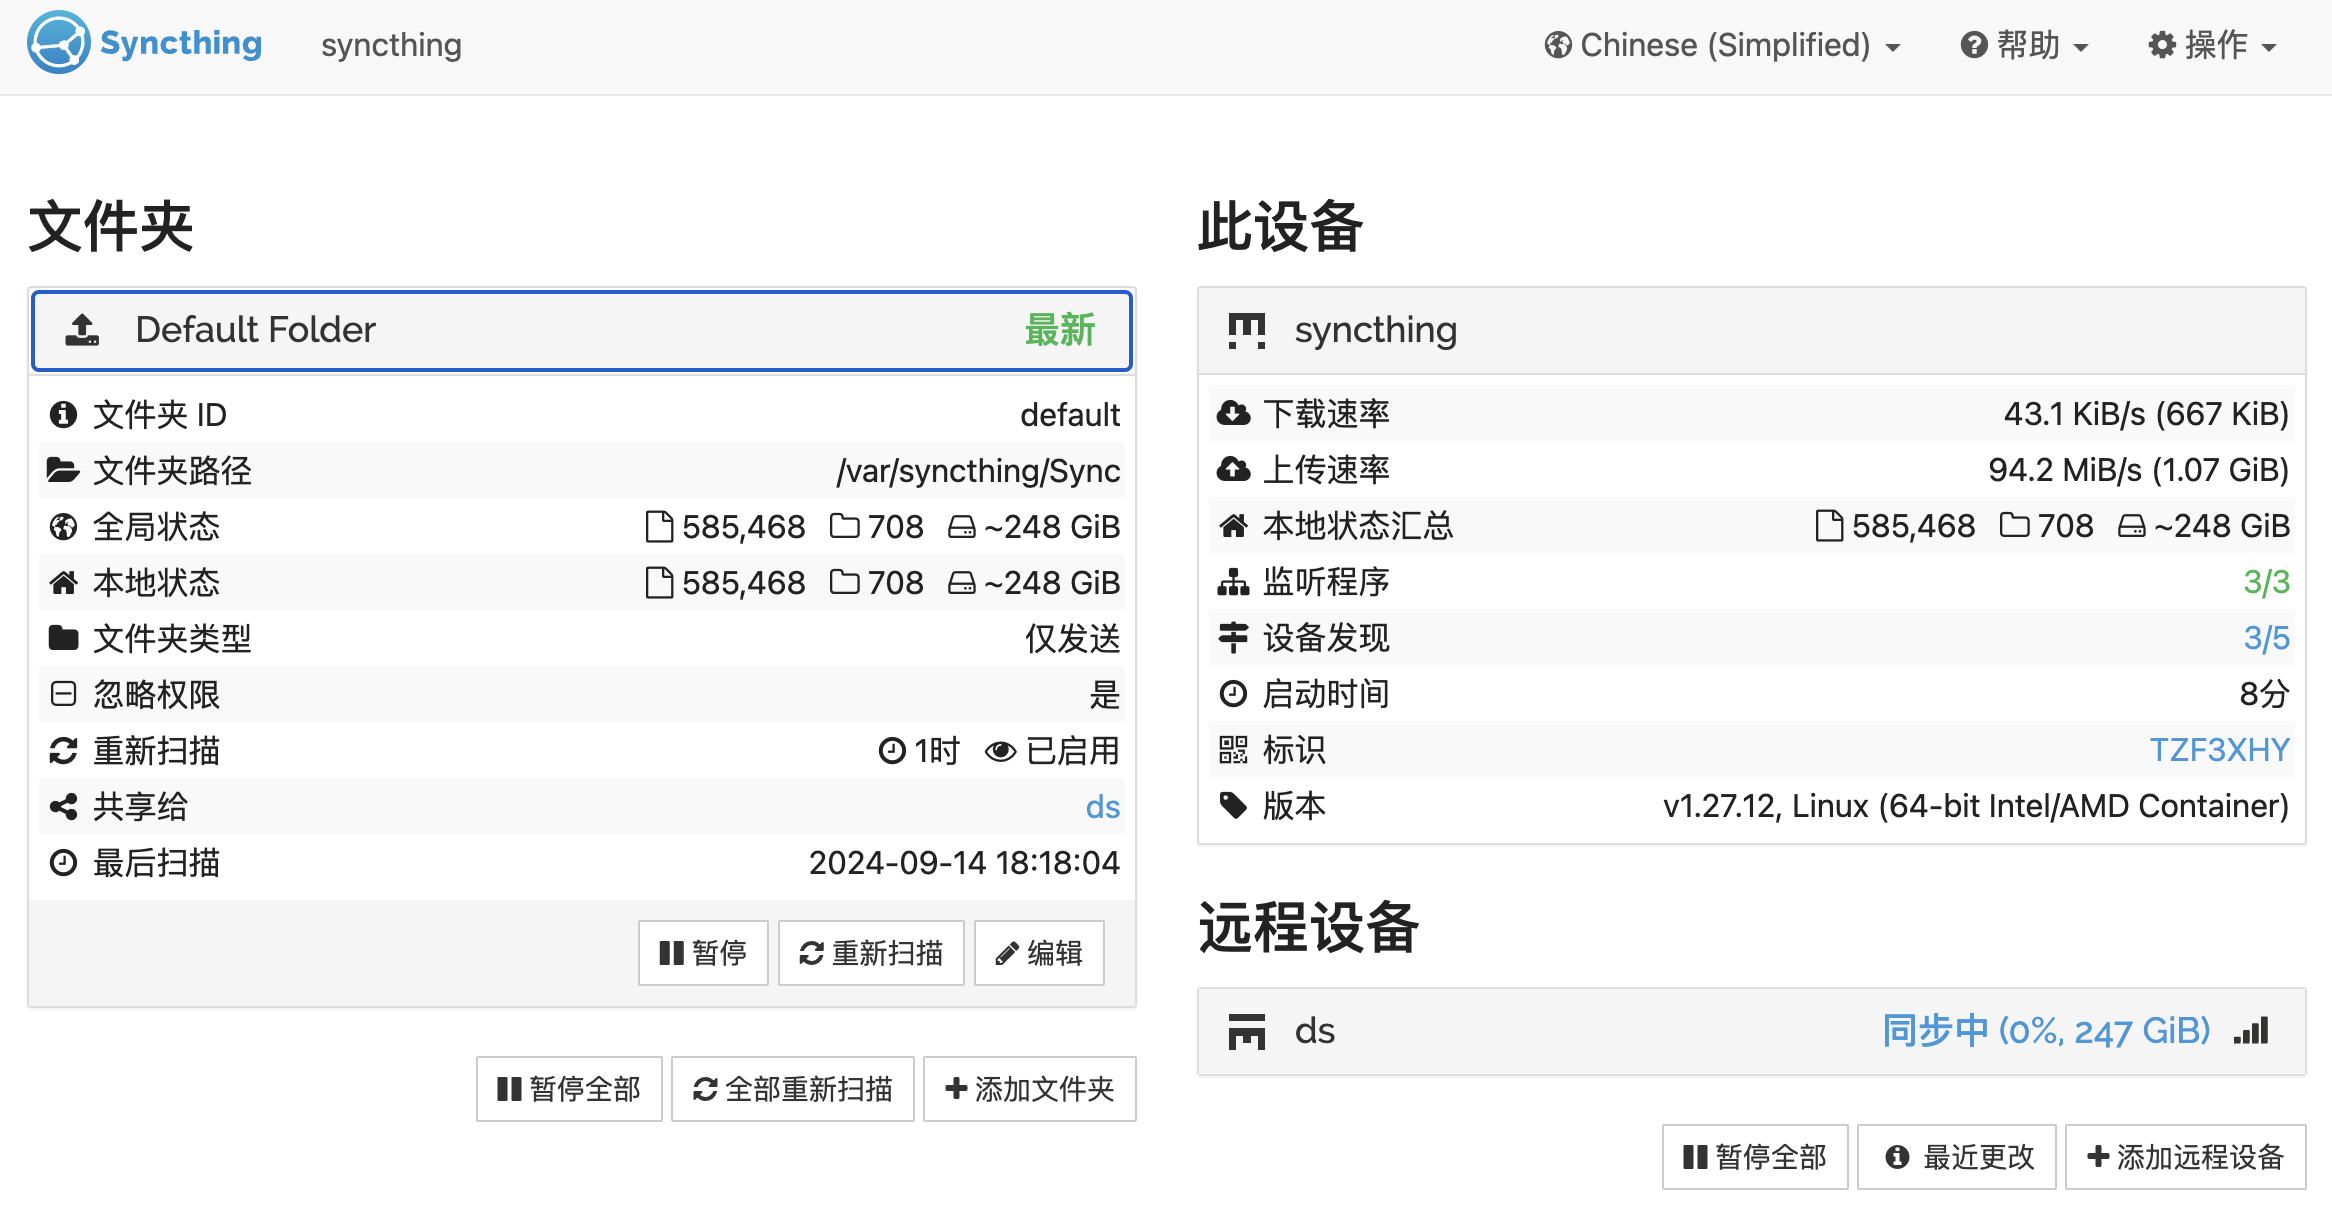 Syncthing
syncthing
Chinese (Simplified)
帮助
操作
文件夹
Default Folder
最新
文件夹 ID
default
文件夹路径
/var/syncthing/Sync
全局状态
585,468 708 ~248 GiB
本地状态
585,468 708 ~248 GiB
文件夹类型
仅发送
忽略权限
是
重新扫描
1时 已启用
共享给
ds
最后扫描
2024-09-14 18:18:04
暂停
重新扫描
编辑
暂停全部
全部重新扫描
添加文件夹
此设备
syncthing
下载速率
43.1 KiB/s (667 KiB)
上传速率
94.2 MiB/s (1.07 GiB)
本地状态汇总
585,468 708 ~248 GiB
监听程序
3/3
设备发现
3/5
启动时间
8分
标识
TZF3XHY
版本
v1.27.12, Linux (64-bit Intel/AMD Container)
远程设备
ds
同步中 (0%, 247 GiB)
暂停全部
最近更改
添加远程设备